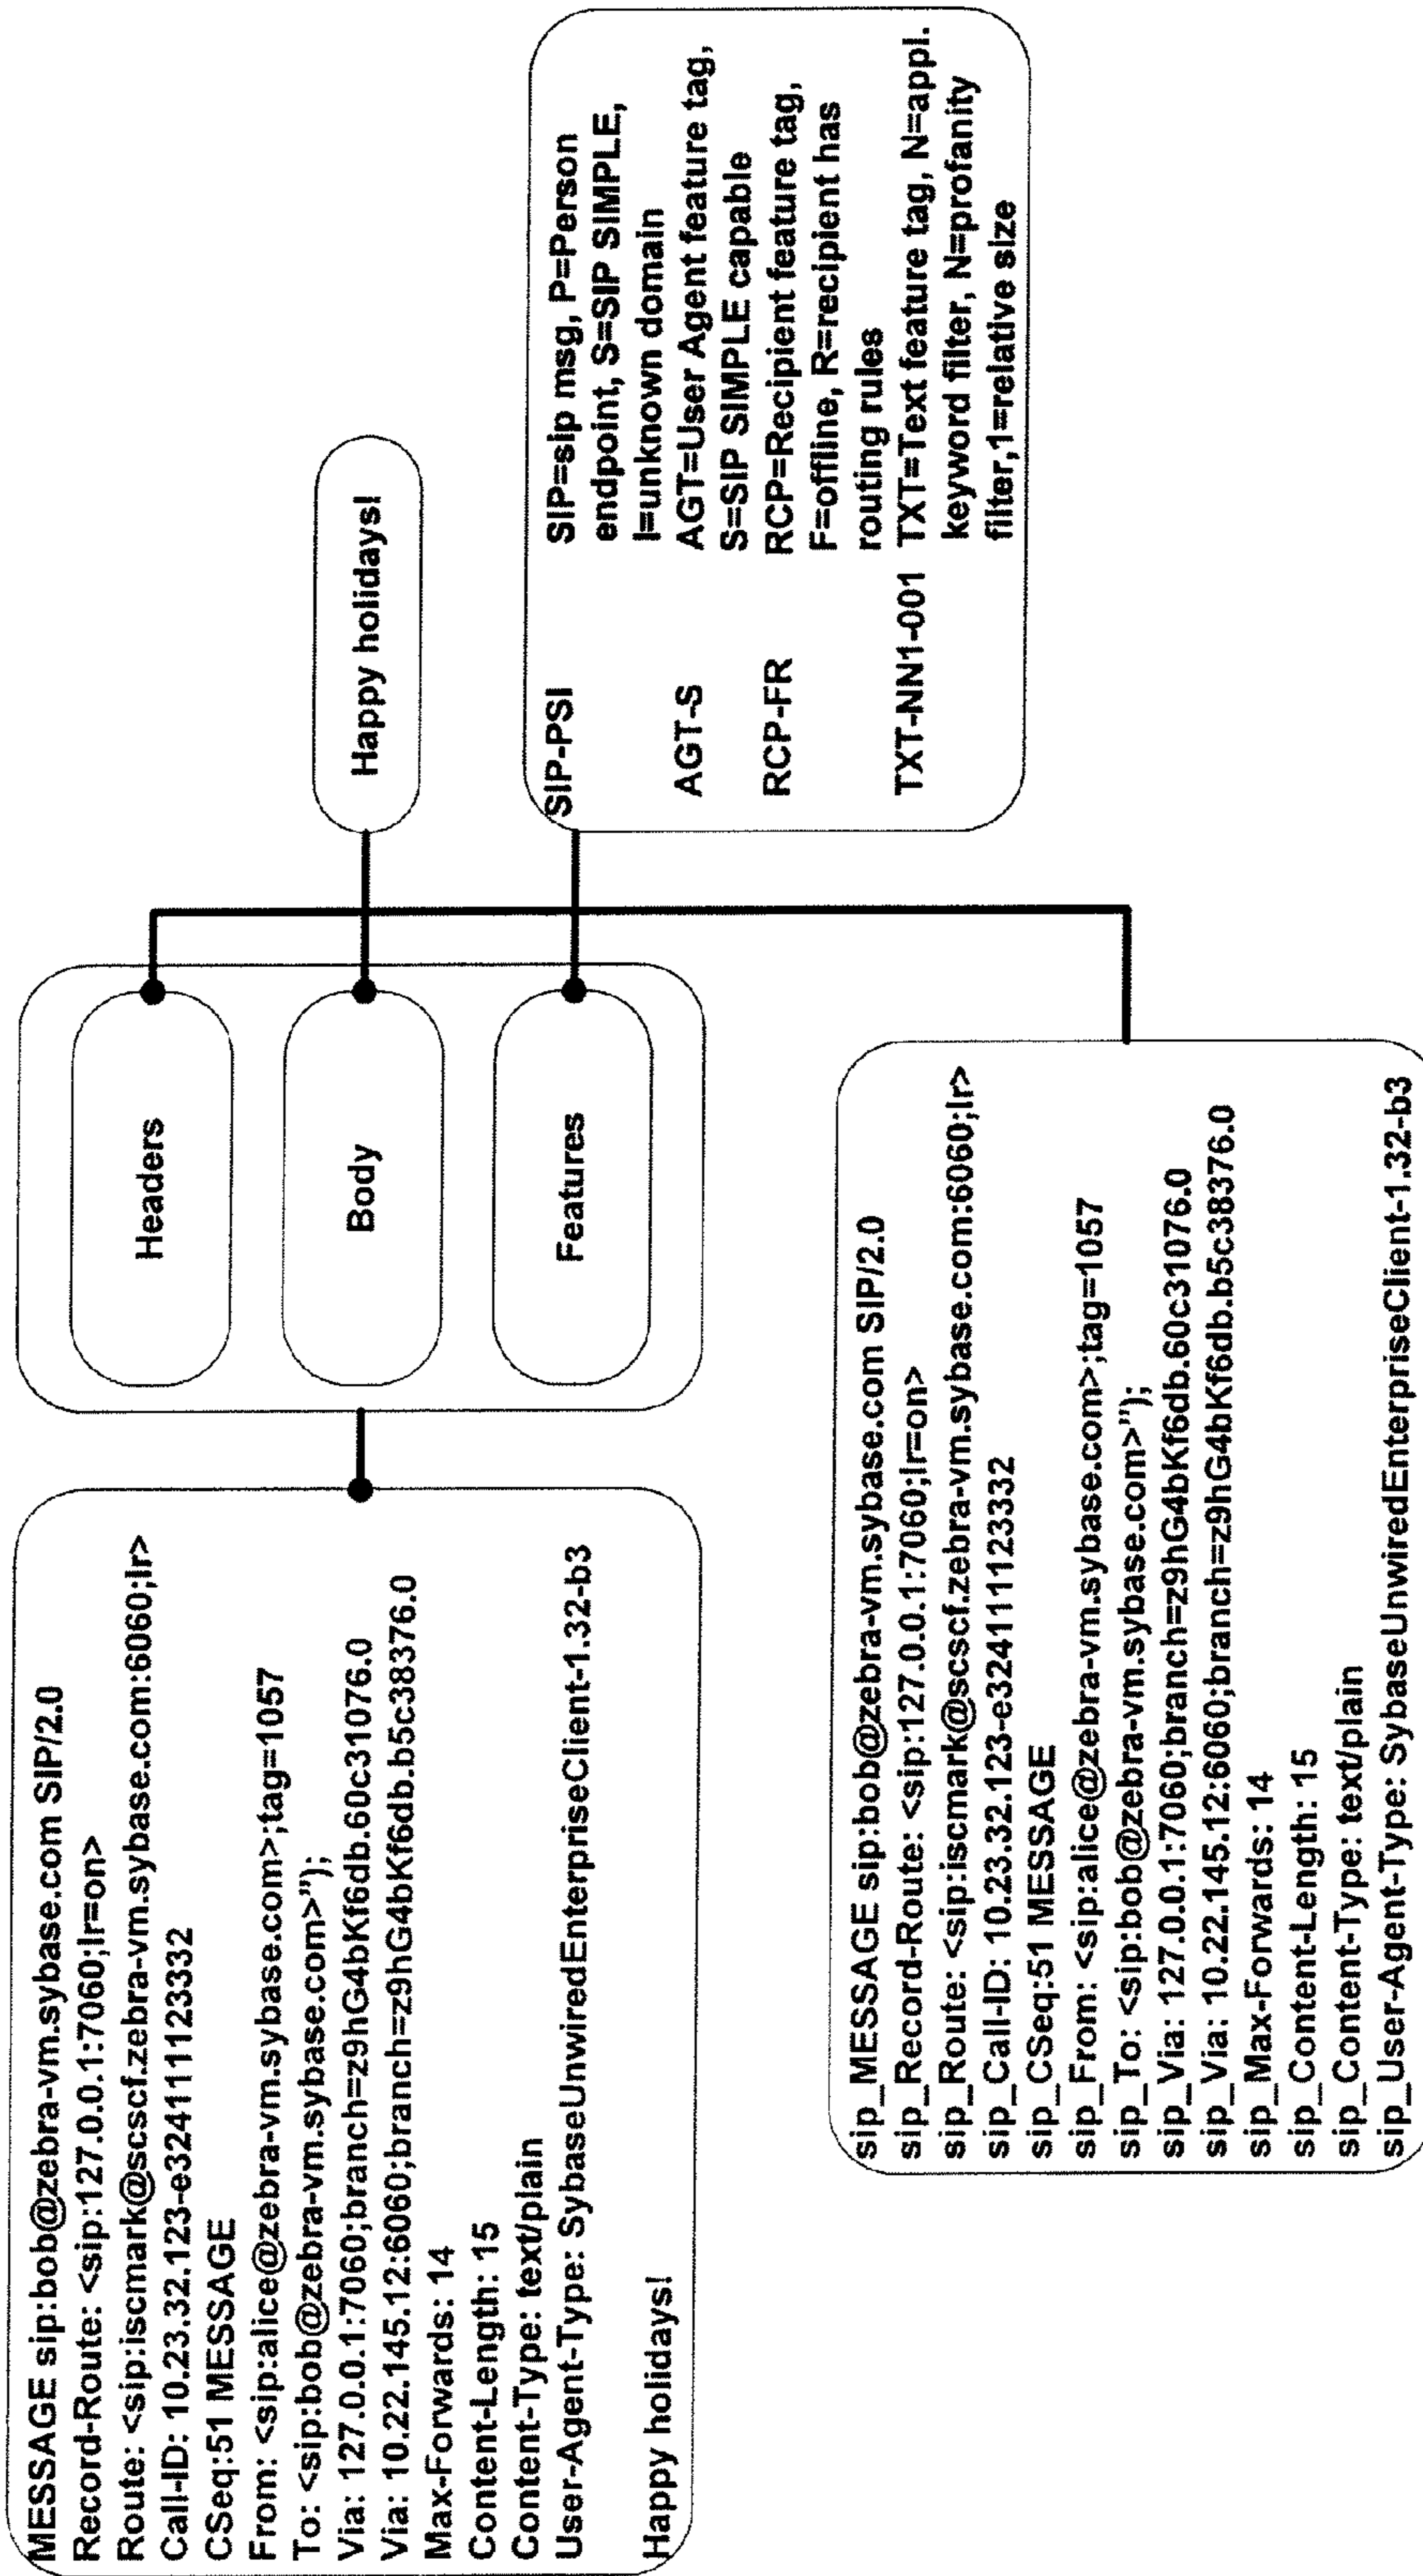 MESSAGE sip:bob@zebra-vm.sybase.com SIP/2.0
Record-Route: <sip:127.0.0.1:7060;lr=on>
Route: <sip:iscmark@scscf.zebra-vm.sybase.com:6060;lr>
Call-ID: 10.23.32.123-e32411123332
CSeq:51 MESSAGE
From: <sip:alice@zebra-vm.sybase.com>;tag=1057
To: <sip:bob@zebra-vm.sybase.com>");
Via: 127.0.0.1:7060;branch=z9hG4bKf6db.60c31076.0
Via: 10.22.145.12:6060;branch=z9hG4bKf6db.b5c38376.0
Max-Forwards: 14
Content-Length: 15
Content-Type: text/plain
User-Agent-Type: SybaseUnwiredEnterpriseClient-1.32-b3
Happy holidays!
Headers
Body
Features
Happy holidays!
SIP-PSI SIP=sip msg, P=Person
endpoint, S=SIP SIMPLE,
I=unknown domain
AGT-S AGT=User Agent feature tag,
S=SIP SIMPLE capable
RCP-FR RCP=Recipient feature tag,
F=offline, R=recipient has
routing rules
TXT-NN1-001 TXT=Text feature tag, N=appl.
keyword filter, N=profanity
filter,1=relative size
sip_MESSAGE sip:bob@zebra-vm.sybase.com SIP/2.0
sip_Record-Route: <sip:127.0.0.1:7060;lr=on>
sip_Route: <sip:iscmark@scscf.zebra-vm.sybase.com:6060;lr>
sip_Call-ID: 10.23.32.123-e32411123332
sip_CSeq:51 MESSAGE
sip_From: <sip:alice@zebra-vm.sybase.com>;tag=1057
sip_To: <sip:bob@zebra-vm.sybase.com>");
sip_Via: 127.0.0.1:7060;branch=z9hG4bKf6db.60c31076.0
sip_Via: 10.22.145.12:6060;branch=z9hG4bKf6db.b5c38376.0
sip_Max-Forwards: 14
sip_Content-Length: 15
sip_Content-Type: text/plain
sip_User-Agent-Type: SybaseUnwiredEnterpriseClient-1.32-b3